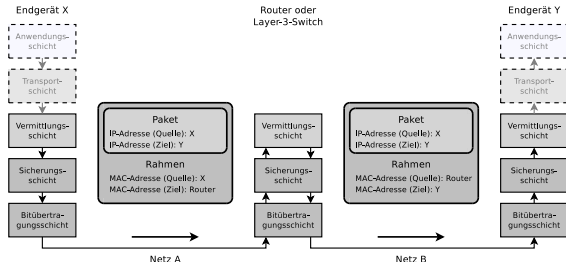 Endgerät X
Anwendungs-
schicht
Transport-
schicht
Vermittlungs-
schicht
Sicherungs-
schicht
Bitübertra-
gungsschicht
Paket
IP-Adresse (Quelle): X
IP-Adresse (Ziel): Y
Rahmen
MAC-Adresse (Quelle): X
MAC-Adresse (Ziel): Router
Netz A
Router oder
Layer-3-Switch
Vermittlungs-
schicht
Sicherungs-
schicht
Bitübertra-
gungsschicht
Paket
IP-Adresse (Quelle): X
IP-Adresse (Ziel): Y
Rahmen
MAC-Adresse (Quelle): Router
MAC-Adresse (Ziel): Y
Netz B
Endgerät Y
Anwendungs-
schicht
Transport-
schicht
Vermittlungs-
schicht
Sicherungs-
schicht
Bitübertra-
gungsschicht